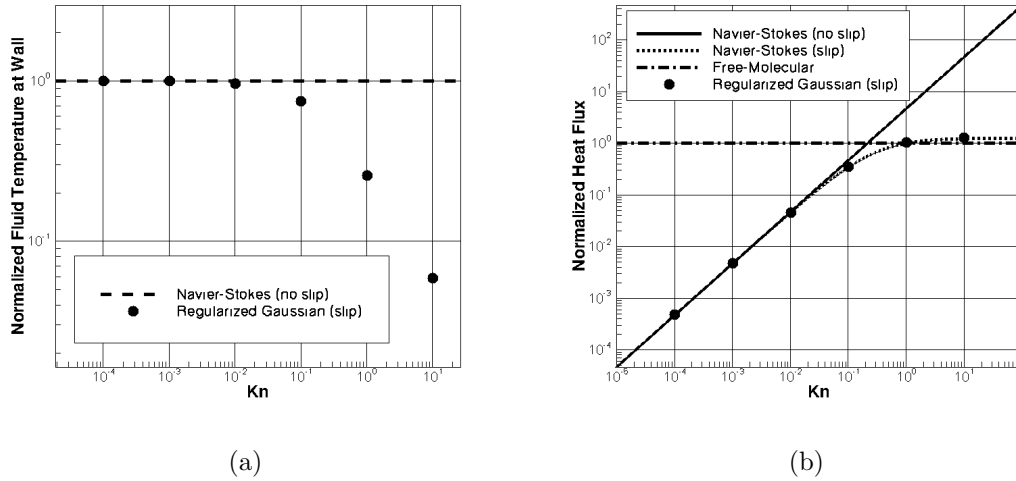 Normalized Fluid Temperature at Wall
10⁰
10⁻¹
Navier-Stokes (no slip)
Regularized Gaussian (slip)
10⁻⁴ 10⁻³ 10⁻² 10⁻¹ 10⁰ 10¹
Kn
(a)
Normalized Heat Flux
Navier-Stokes (no slip)
Navier-Stokes (slip)
Free-Molecular
Regularized Gaussian (slip)
10²
10¹
10⁰
10⁻¹
10⁻²
10⁻³
10⁻⁴
10⁻⁵ 10⁻⁴ 10⁻³ 10⁻² 10⁻¹ 10⁰ 10¹
Kn
(b)